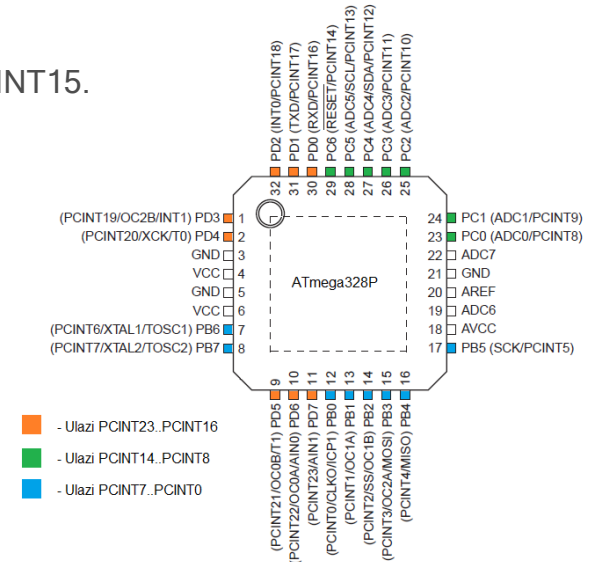 INT15.
32 PD2 (INT0/PCINT18)
31 PD1 (TXD/PCINT17)
30 PD0 (RXD/PCINT16)
29 PC6 (RESET/PCINT14)
28 PC5 (ADC5/SCL/PCINT13)
27 PC4 (ADC4/SDA/PCINT12)
26 PC3 (ADC3/PCINT11)
25 PC2 (ADC2/PCINT10)
(PCINT19/OC2B/INT1) PD3 1
(PCINT20/XCK/T0) PD4 2
GND 3
VCC 4
GND 5
VCC 6
(PCINT6/XTAL1/TOSC1) PB6 7
(PCINT7/XTAL2/TOSC2) PB7 8
ATmega328P
24 PC1 (ADC1/PCINT9)
23 PC0 (ADC0/PCINT8)
22 ADC7
21 GND
20 AREF
19 ADC6
18 AVCC
17 PB5 (SCK/PCINT5)
(PCINT21/OC0B/T1) PD5 9
(PCINT22/OC0A/AIN0) PD6 10
(PCINT23/AIN1) PD7 11
(PCINT0/CLKO/ICP1) PB0 12
(PCINT1/OC1A) PB1 13
(PCINT2/SS/OC1B) PB2 14
(PCINT3/OC2A/MOSI) PB3 15
(PCINT4/MISO) PB4 16
- Ulazi PCINT23..PCINT16
- Ulazi PCINT14..PCINT8
- Ulazi PCINT7..PCINT0